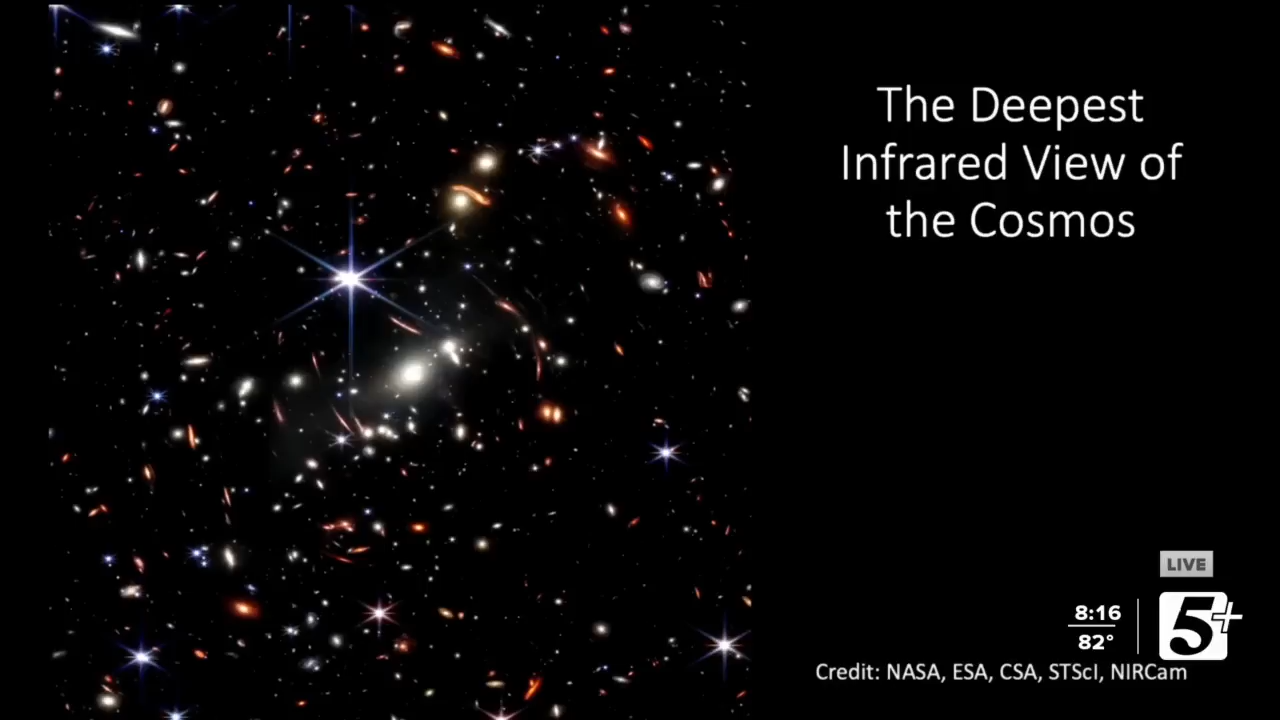 The Deepest
Infrared View of
the Cosmos
LIVE
8:16
82°
5+
Credit: NASA, ESA, CSA, STScI, NIRCam